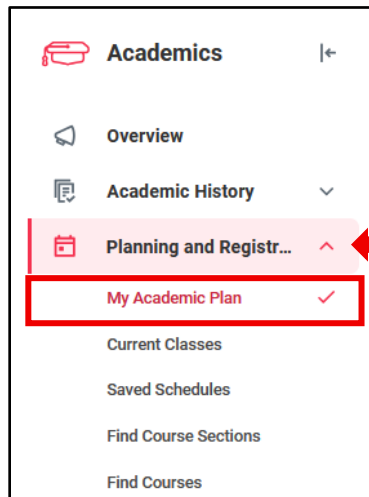 Academics
Overview
Academic History
Planning and Registr...
My Academic Plan
Current Classes
Saved Schedules
Find Course Sections
Find Courses